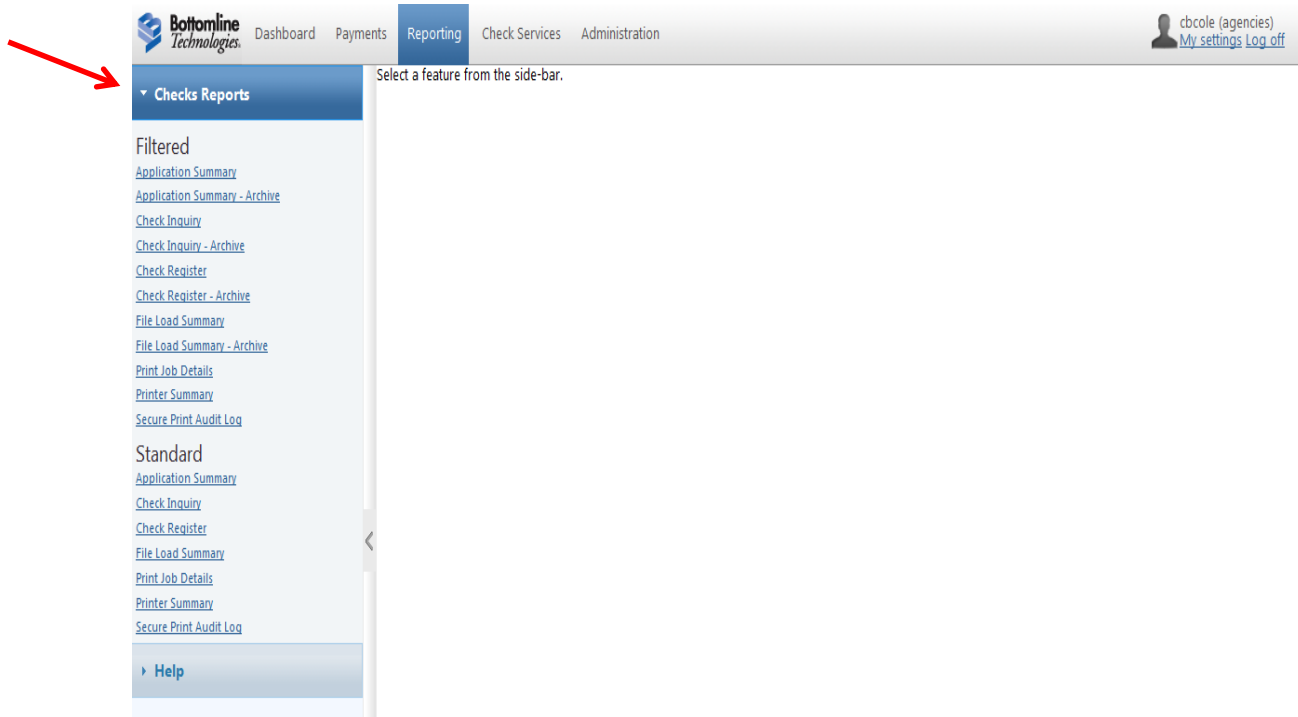 Bottomline
Technologies.
Dashboard Payments Reporting Check Services Administration
cbcole (agencies)
My settings Log off
Checks Reports
Select a feature from the side-bar.
Filtered
Application Summary
Application Summary - Archive
Check Inquiry
Check Inquiry - Archive
Check Register
Check Register - Archive
File Load Summary
File Load Summary - Archive
Print Job Details
Printer Summary
Secure Print Audit Log
Standard
Application Summary
Check Inquiry
Check Register
File Load Summary
Print Job Details
Printer Summary
Secure Print Audit Log
Help